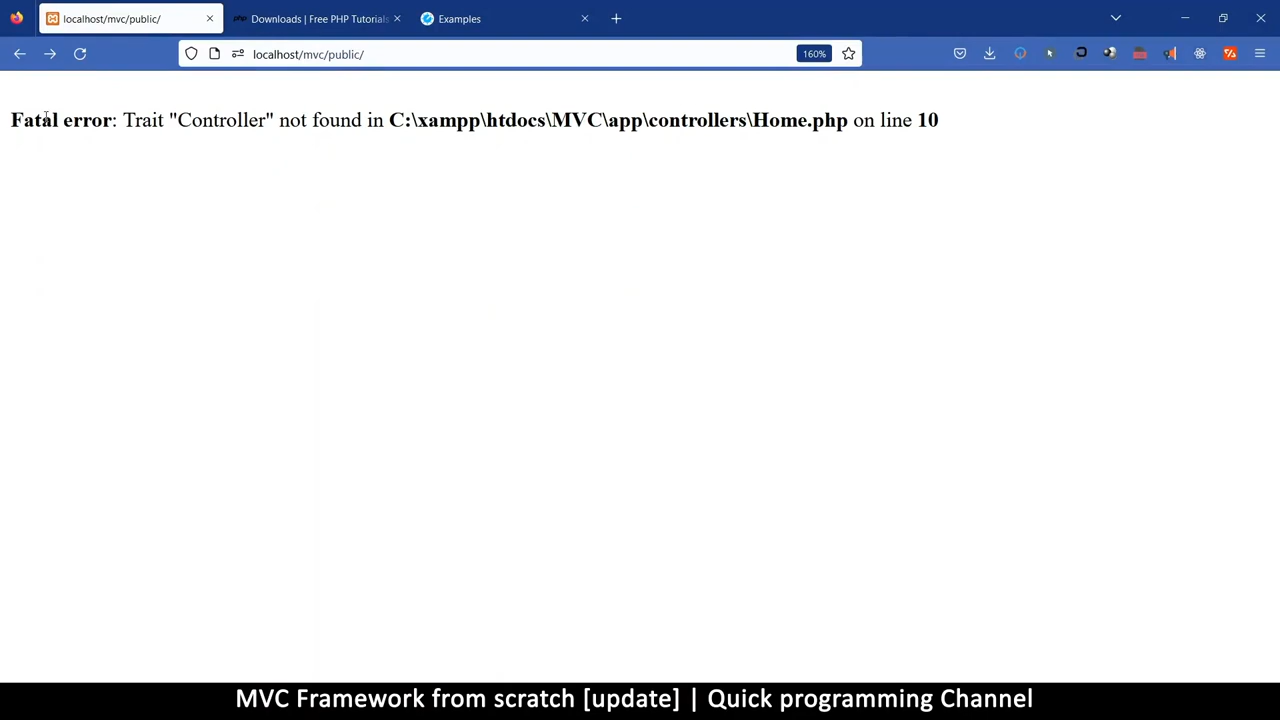 localhost/mvc/public/
Downloads | Free PHP Tutorials
Examples
localhost/mvc/public/
160%
Fatal error: Trait "Controller" not found in C:\xampp\htdocs\MVC\app\controllers\Home.php on line 10
MVC Framework from scratch [update] | Quick programming Channel